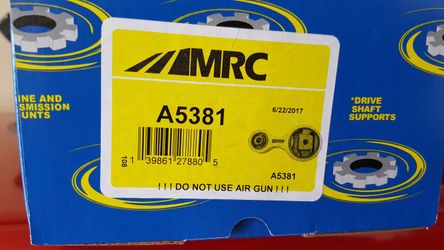 MRC
INE AND
SMISSION
UNTS
A5381
6/22/2017
*DRIVE
SHAFT
SUPPORTS
108
1 39861 27880 5
A5381
!!! DO NOT USE AIR GUN !!!